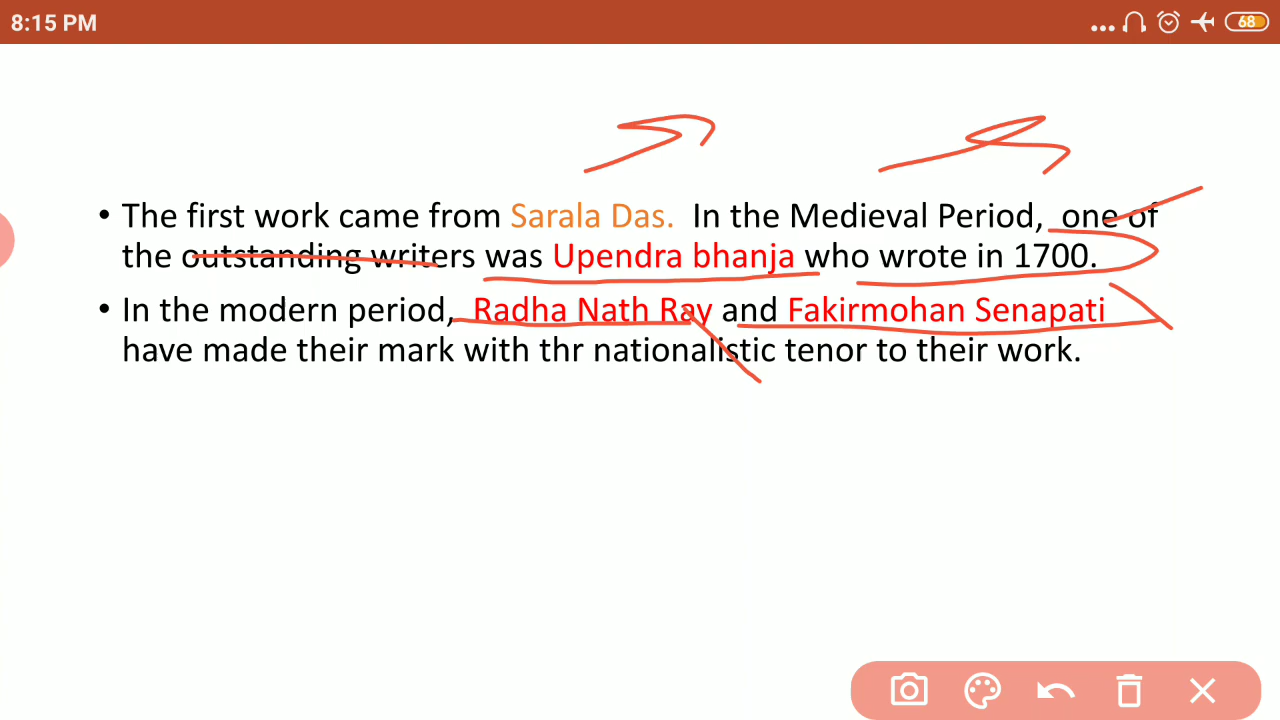 8:15 PM
68
• The first work came from Sarala Das. In the Medieval Period, one of
the outstanding writers was Upendra bhanja who wrote in 1700.
• In the modern period, Radha Nath Ray and Fakirmohan Senapati
have made their mark with thr nationalistic tenor to their work.